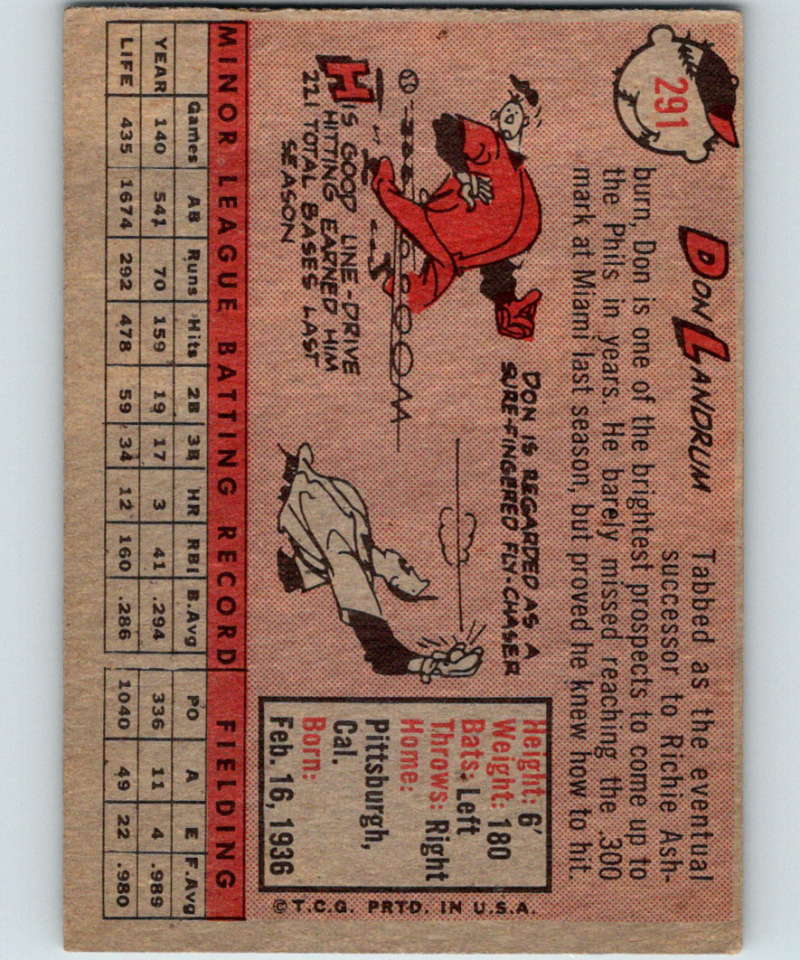 291
DON LANDRUM
Tabbed as the eventual
successor to Richie Ash-
burn, Don is one of the brightest prospects to come up to
the Phils in years. He barely missed reaching the .300
mark at Miami last season, but proved he knew how to hit.
HIS GOOD LINE-DRIVE
HITTING EARNED HIM
221 TOTAL BASES LAST
SEASON
ZOOM
DON IS REGARDED AS A
SURE-FINGERED FLY-CHASER
Height: 6'
Weight: 180
Bats: Left
Throws: Right
Home:
Pittsburgh,
Cal.
Born:
Feb. 16, 1936
©T.C.G. PRTD. IN U.S.A.
MINOR LEAGUE BATTING RECORD FIELDING
Games AB Runs Hits 2B 3B HR RBI B.Avg PO A E F.Avg
YEAR 140 541 70 159 19 17 3 41 .294 336 11 4 .989
LIFE 435 1674 292 478 59 34 12 160 .286 1040 49 22 .980